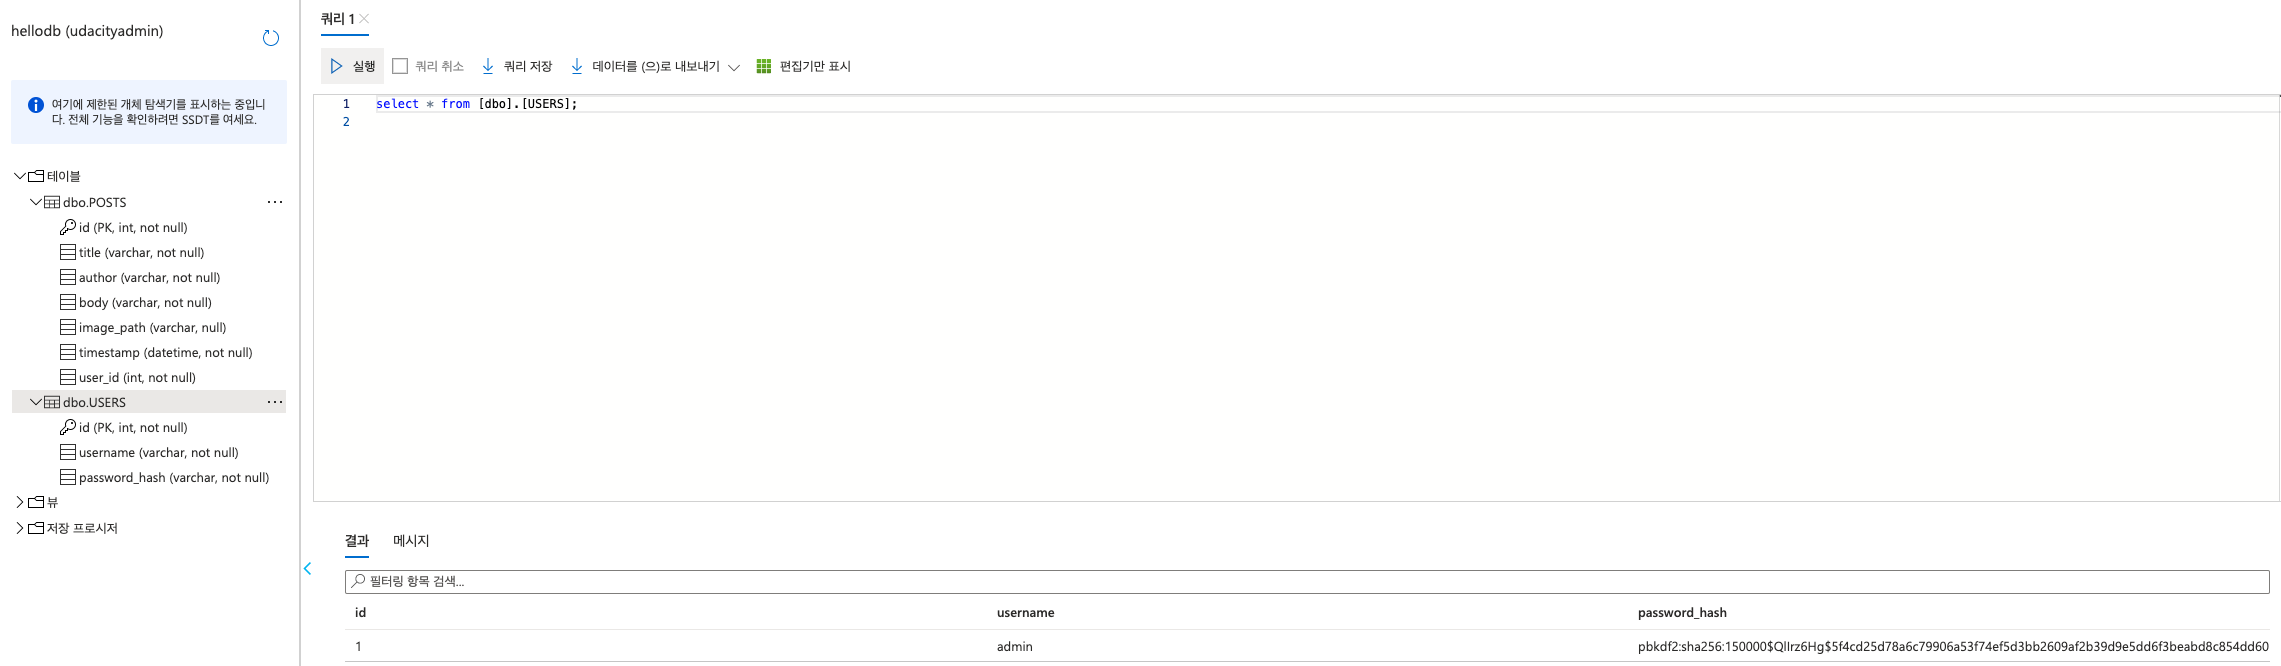 hellodb (udacityadmin)
여기에 제한된 개체 탐색기를 표시하는 중입니
다. 전체 기능을 확인하려면 SSDT를 여세요.
테이블
dbo.POSTS
id (PK, int, not null)
title (varchar, not null)
author (varchar, not null)
body (varchar, not null)
image_path (varchar, null)
timestamp (datetime, not null)
user_id (int, not null)
dbo.USERS
id (PK, int, not null)
username (varchar, not null)
password_hash (varchar, not null)
뷰
저장 프로시저
쿼리 1
실행 쿼리 취소 쿼리 저장 데이터를 (으)로 내보내기 편집기만 표시
1 select * from [dbo].[USERS];
2
결과 메시지
필터링 항목 검색...
id username password_hash
1 admin pbkdf2:sha256:150000$QlIrz6Hg$5f4cd25d78a6c79906a53f74ef5d3bb2609af2b39d9e5dd6f3beabd8c854dd60